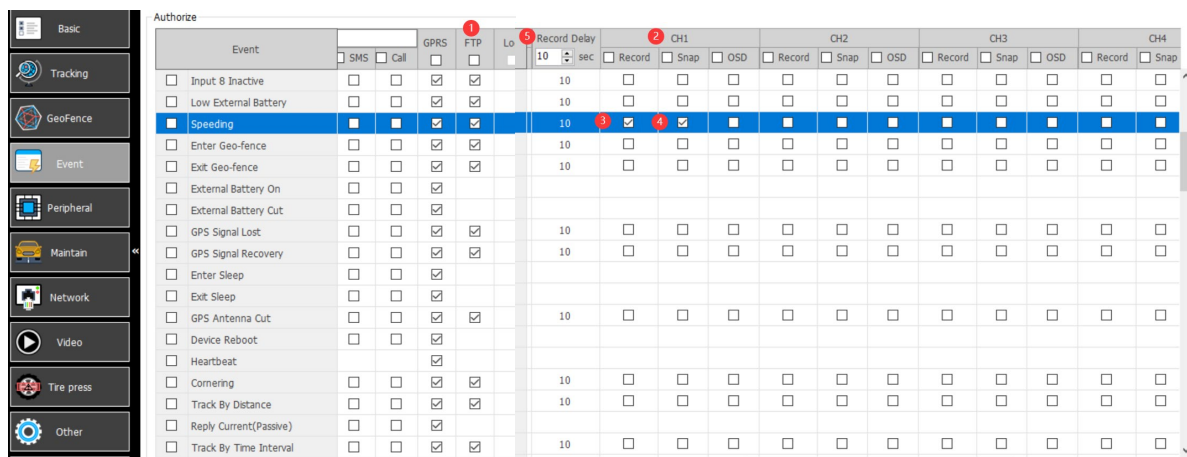 Authorize
Basic
Tracking
GeoFence
Event
Peripheral
Maintain
«
Network
Video
Tire press
Other
1
5
2
Event
GPRS
FTP
Lo
Record Delay
CH1
CH2
CH3
CH4
SMS
Call
10 sec
Record
Snap
OSD
Record
Snap
OSD
Record
Snap
OSD
Record
Snap
Input 8 Inactive 10
Low External Battery 10
Speeding 10 3 4
Enter Geo-fence 10
Exit Geo-fence 10
External Battery On
External Battery Cut
GPS Signal Lost 10
GPS Signal Recovery 10
Enter Sleep
Exit Sleep
GPS Antenna Cut 10
Device Reboot
Heartbeat
Cornering 10
Track By Distance 10
Reply Current(Passive)
Track By Time Interval 10